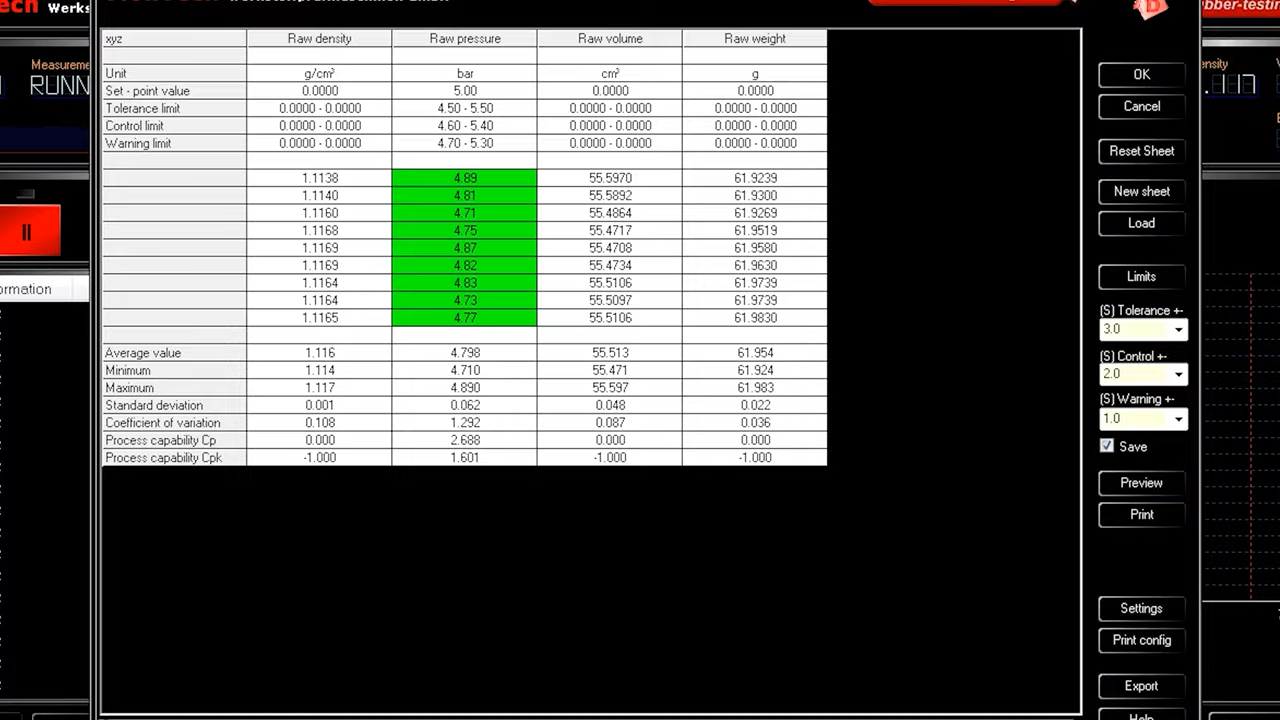 ech Werks
bber-testin
Measureme
RUNN
ormation
nsity
xyz Raw density Raw pressure Raw volume Raw weight
Unit g/cm³ bar cm³ g
Set - point value 0.0000 5.00 0.0000 0.0000
Tolerance limit 0.0000 - 0.0000 4.50 - 5.50 0.0000 - 0.0000 0.0000 - 0.0000
Control limit 0.0000 - 0.0000 4.60 - 5.40 0.0000 - 0.0000 0.0000 - 0.0000
Warning limit 0.0000 - 0.0000 4.70 - 5.30 0.0000 - 0.0000 0.0000 - 0.0000
1.1138 4.89 55.5970 61.9239
1.1140 4.81 55.5892 61.9300
1.1160 4.71 55.4864 61.9269
1.1168 4.75 55.4717 61.9519
1.1169 4.87 55.4708 61.9580
1.1169 4.82 55.4734 61.9630
1.1164 4.83 55.5106 61.9739
1.1164 4.73 55.5097 61.9739
1.1165 4.77 55.5106 61.9830
Average value 1.116 4.798 55.513 61.954
Minimum 1.114 4.710 55.471 61.924
Maximum 1.117 4.890 55.597 61.983
Standard deviation 0.001 0.062 0.048 0.022
Coefficient of variation 0.108 1.292 0.087 0.036
Process capability Cp 0.000 2.688 0.000 0.000
Process capability Cpk -1.000 1.601 -1.000 -1.000
OK
Cancel
Reset Sheet
New sheet
Load
Limits
(S) Tolerance +-
3.0
(S) Control +-
2.0
(S) Warning +-
1.0
Save
Preview
Print
Settings
Print config
Export
Help